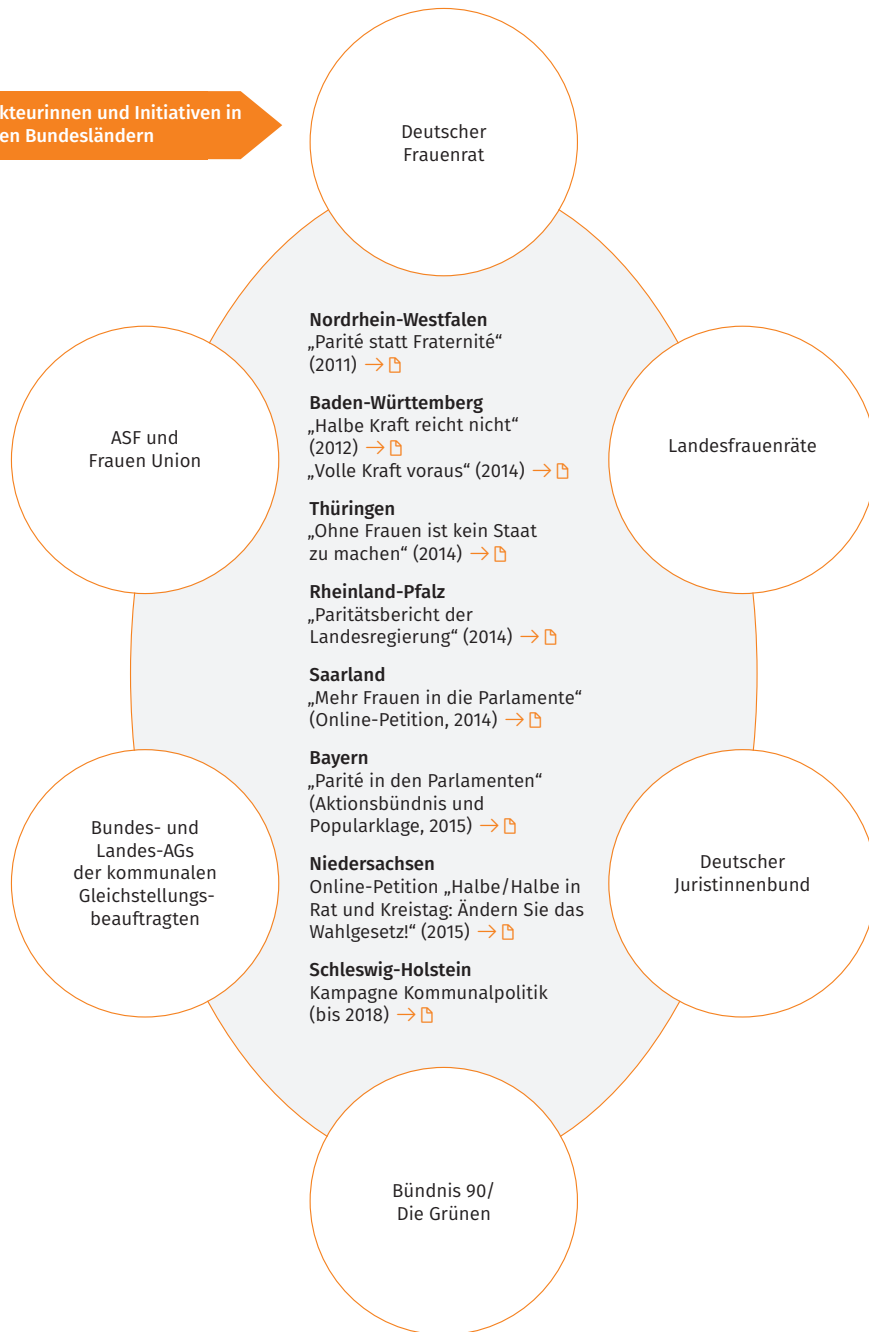 kteurinnen und Initiativen in
en Bundesländern
Deutscher
Frauenrat
ASF und
Frauen Union
Landesfrauenräte
Nordrhein-Westfalen
„Parité statt Fraternité“
(2011) →
Baden-Württemberg
„Halbe Kraft reicht nicht“
(2012) →
„Volle Kraft voraus“ (2014) →
Thüringen
„Ohne Frauen ist kein Staat
zu machen“ (2014) →
Rheinland-Pfalz
„Paritätsbericht der
Landesregierung“ (2014) →
Saarland
„Mehr Frauen in die Parlamente“
(Online-Petition, 2014) →
Bayern
„Parité in den Parlamenten“
(Aktionsbündnis und
Popularklage, 2015) →
Niedersachsen
Online-Petition „Halbe/Halbe in
Rat und Kreistag: Ändern Sie das
Wahlgesetz!“ (2015) →
Schleswig-Holstein
Kampagne Kommunalpolitik
(bis 2018) →
Bundes- und
Landes-AGs
der kommunalen
Gleichstellungs-
beauftragten
Deutscher
Juristinnenbund
Bündnis 90/
Die Grünen